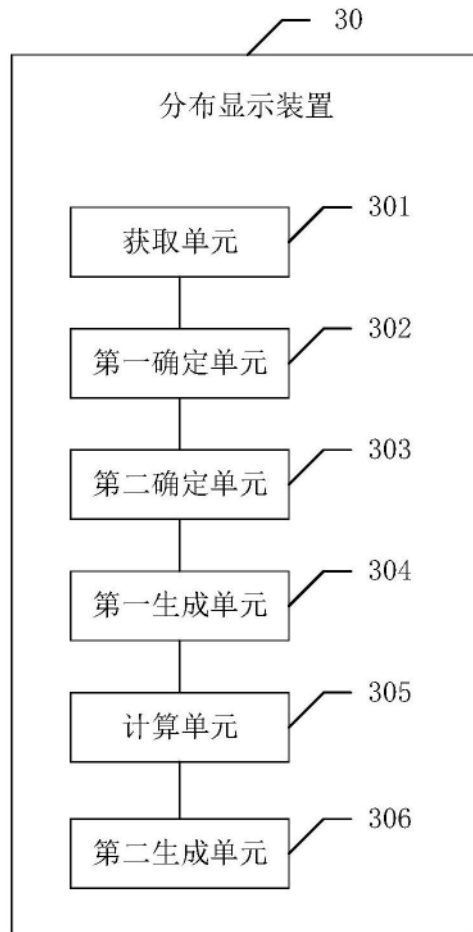 30
分布显示装置
301
获取单元
302
第一确定单元
303
第二确定单元
304
第一生成单元
305
计算单元
306
第二生成单元